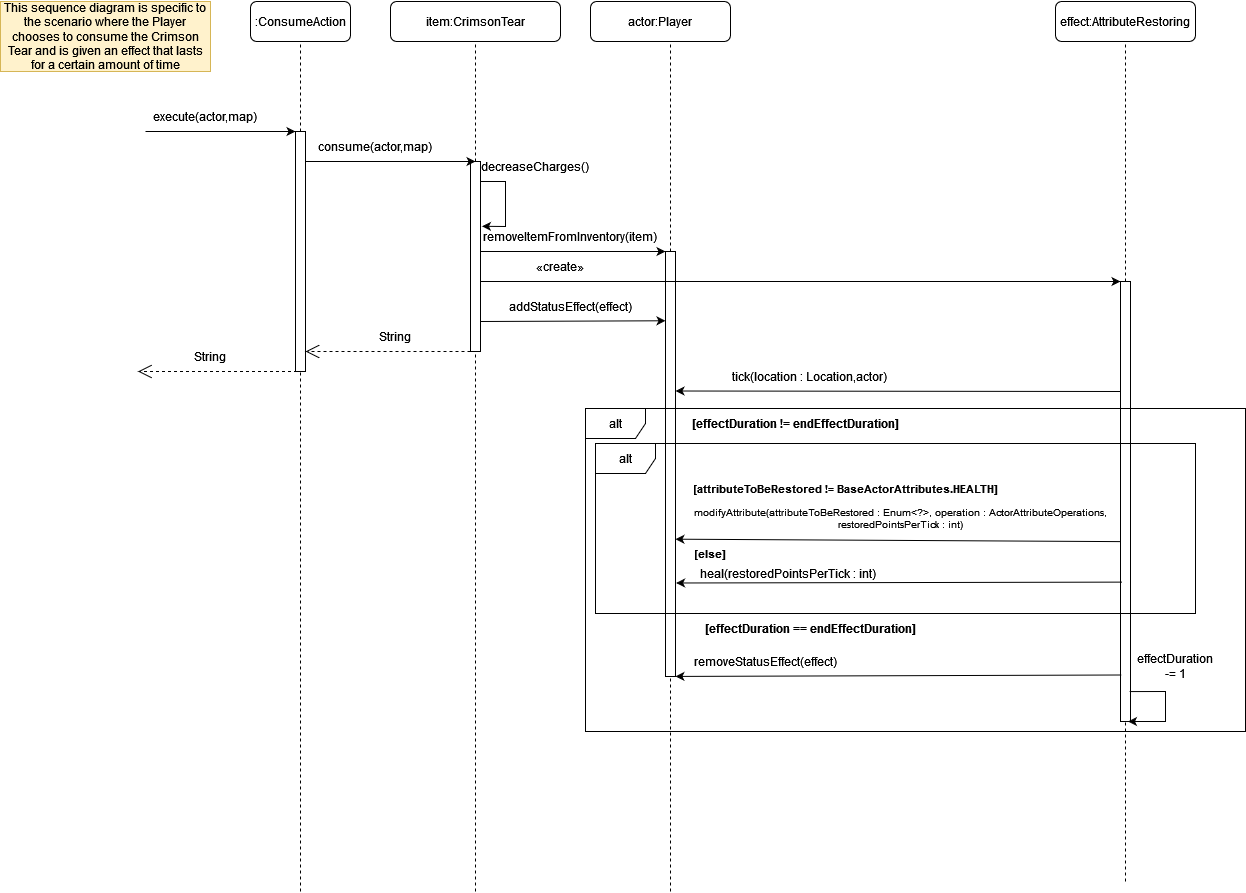 This sequence diagram is specific to
the scenario where the Player
chooses to consume the Crimson
Tear and is given an effect that lasts
for a certain amount of time
:ConsumeAction
item:CrimsonTear
actor:Player
effect:AttributeRestoring
execute(actor,map)
consume(actor,map)
decreaseCharges()
removeItemFromInventory(item)
«create»
addStatusEffect(effect)
String
String
tick(location : Location,actor)
alt
[effectDuration != endEffectDuration]
alt
[attributeToBeRestored != BaseActorAttributes.HEALTH]
modifyAttribute(attributeToBeRestored : Enum<?>, operation : ActorAttributeOperations,
restoredPointsPerTick : int)
[else]
heal(restoredPointsPerTick : int)
[effectDuration == endEffectDuration]
removeStatusEffect(effect)
effectDuration
-= 1